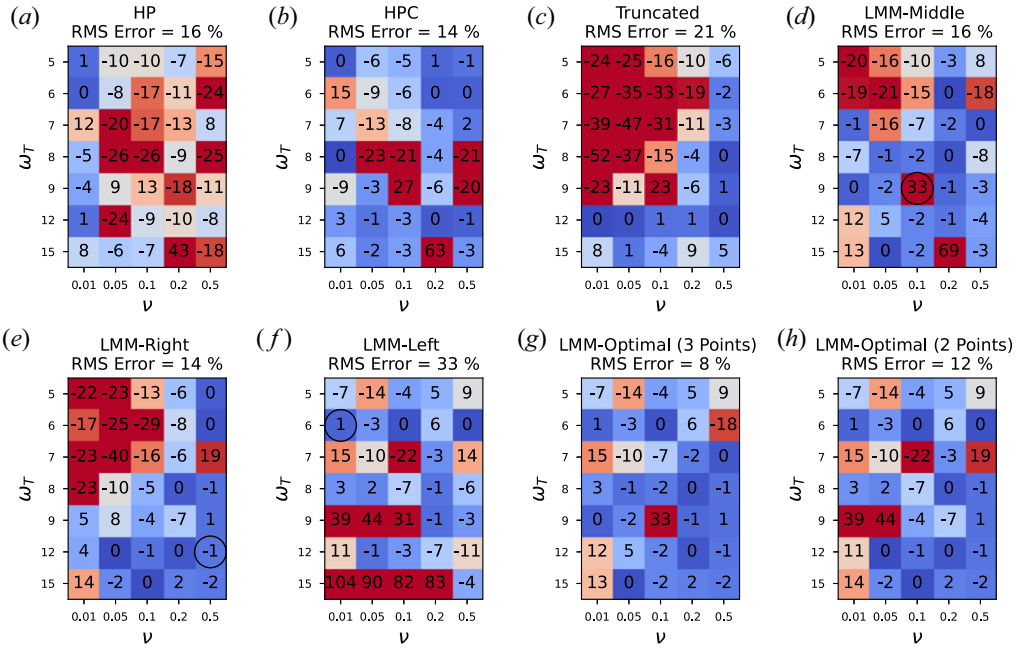 (a) HP
RMS Error = 16 %
5 1 -10 -10 -7 -15
6 0 -8 -17 -11 -24
7 12 -20 -17 -13 8
8 -5 -26 -26 -9 -25
9 -4 9 13 -18 -11
12 1 -24 -9 -10 -8
15 8 -6 -7 43 -18
0.01 0.05 0.1 0.2 0.5
ω_T
ν
(b) HPC
RMS Error = 14 %
5 0 -6 -5 1 -1
6 15 -9 -6 0 0
7 7 -13 -8 -4 2
8 0 -23 -21 -4 -21
9 -9 -3 27 -6 -20
12 3 -1 -3 0 -1
15 6 -2 -3 63 -3
0.01 0.05 0.1 0.2 0.5
ν
(c) Truncated
RMS Error = 21 %
5 -24 -25 -16 -10 -6
6 -27 -35 -33 -19 -2
7 -39 -47 -31 -11 -3
8 -52 -37 -15 -4 0
9 -23 -11 23 -6 1
12 0 0 1 1 0
15 8 1 -4 9 5
0.01 0.05 0.1 0.2 0.5
ω_T
ν
(d) LMM-Middle
RMS Error = 16 %
5 -20 -16 -10 -3 8
6 -19 -21 -15 0 -18
7 -1 -16 -7 -2 0
8 -7 -1 -2 0 -8
9 0 -2 33 -1 -3
12 12 5 -2 -1 -4
15 13 0 -2 69 -3
0.01 0.05 0.1 0.2 0.5
ω_T
ν
(e) LMM-Right
RMS Error = 14 %
5 -22 -23 -13 -6 0
6 -17 -25 -29 -8 0
7 -23 -40 -16 -6 19
8 -23 -10 -5 0 -1
9 5 8 -4 -7 1
12 4 0 -1 0 -1
15 14 -2 0 2 -2
0.01 0.05 0.1 0.2 0.5
ω_T
ν
(f) LMM-Left
RMS Error = 33 %
5 -7 -14 -4 5 9
6 1 -3 0 6 0
7 15 -10 -22 -3 14
8 3 2 -7 -1 -6
9 39 44 31 -1 -3
12 11 -1 -3 -7 -11
15 104 90 82 83 -4
0.01 0.05 0.1 0.2 0.5
ω_T
ν
(g) LMM-Optimal (3 Points)
RMS Error = 8 %
5 -7 -14 -4 5 9
6 1 -3 0 6 -18
7 15 -10 -7 -2 0
8 3 -1 -2 0 -1
9 0 -2 33 -1 1
12 12 5 -1 0 -1
15 13 0 -2 2 -2
0.01 0.05 0.1 0.2 0.5
ω_T
ν
(h) LMM-Optimal (2 Points)
RMS Error = 12 %
5 -7 -14 -4 5 9
6 1 -3 0 6 0
7 15 -10 -22 -3 19
8 3 2 -7 0 -1
9 39 44 -4 -7 1
12 11 0 -1 0 -1
15 14 -2 0 2 -2
0.01 0.05 0.1 0.2 0.5
ω_T
ν